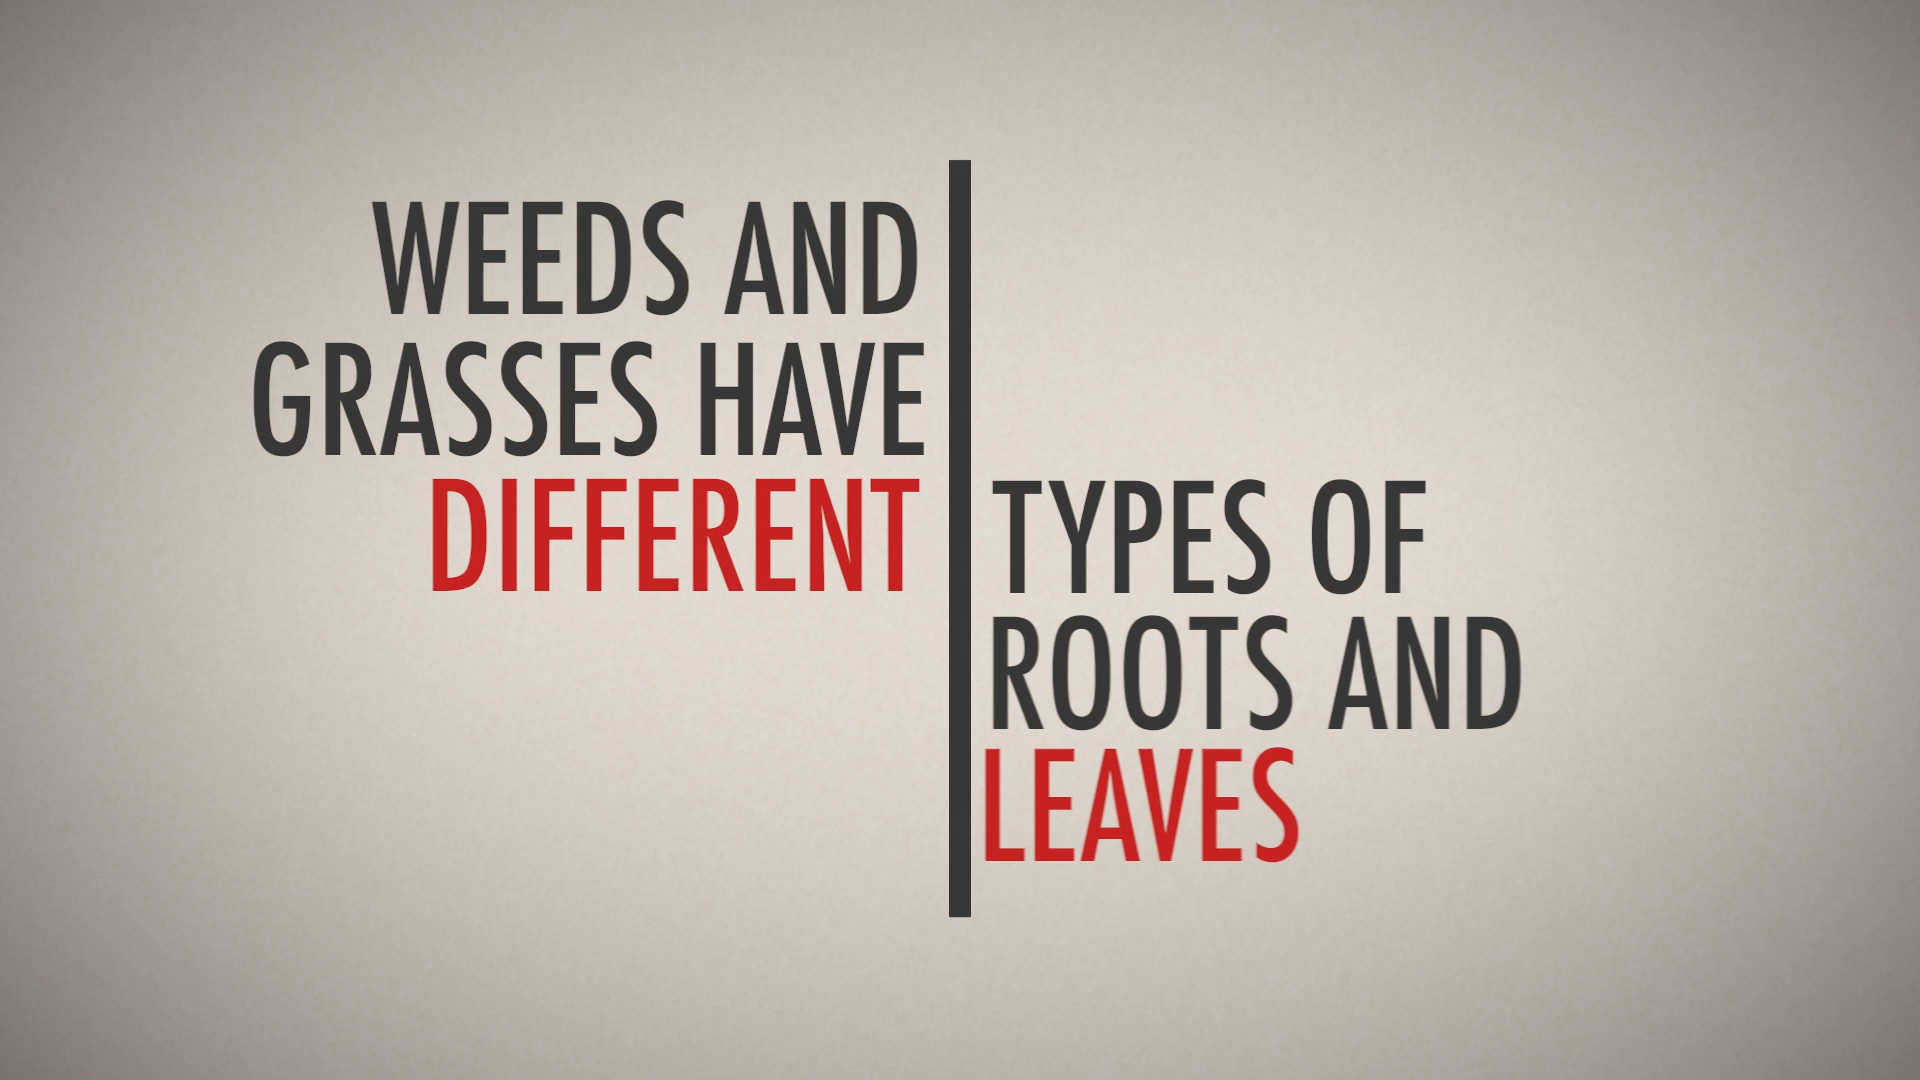 WEEDS AND
GRASSES HAVE
DIFFERENT
TYPES OF
ROOTS AND
LEAVES